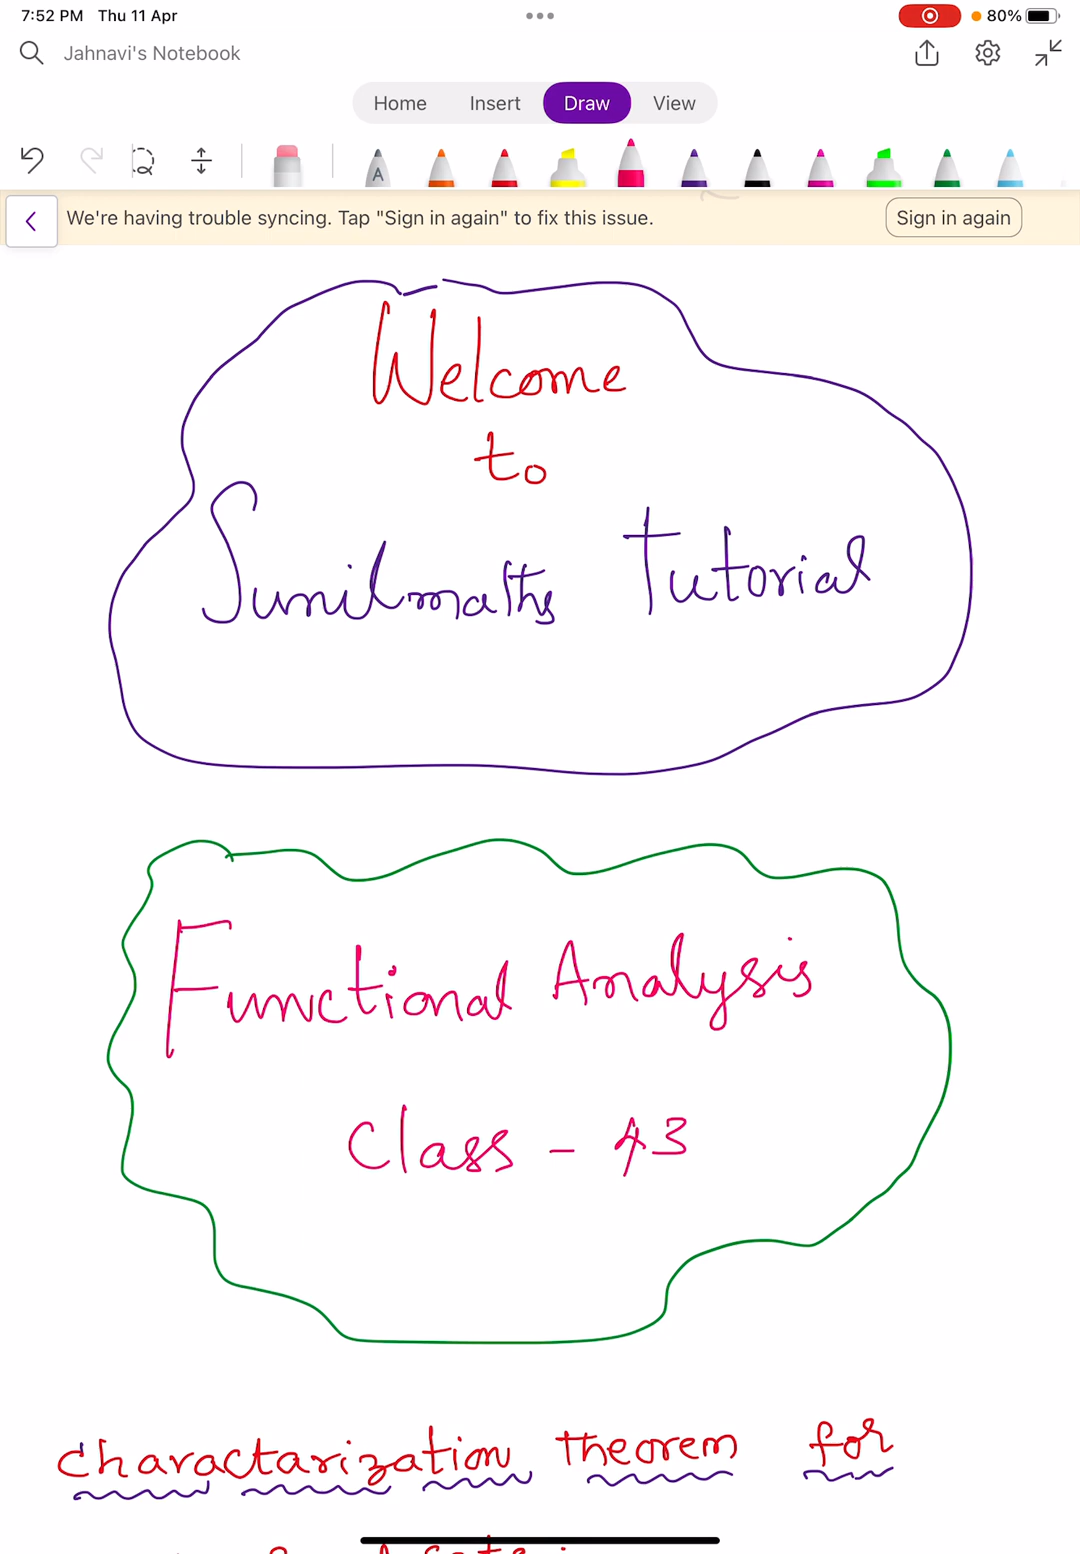 7:52 PM Thu 11 Apr
80%
Jahnavi's Notebook
Home Insert Draw View
A
We're having trouble syncing. Tap "Sign in again" to fix this issue.
Sign in again
Welcome
to
Sunilmaths Tutorial
Functional Analysis
Class - 43
charactarization theorem for